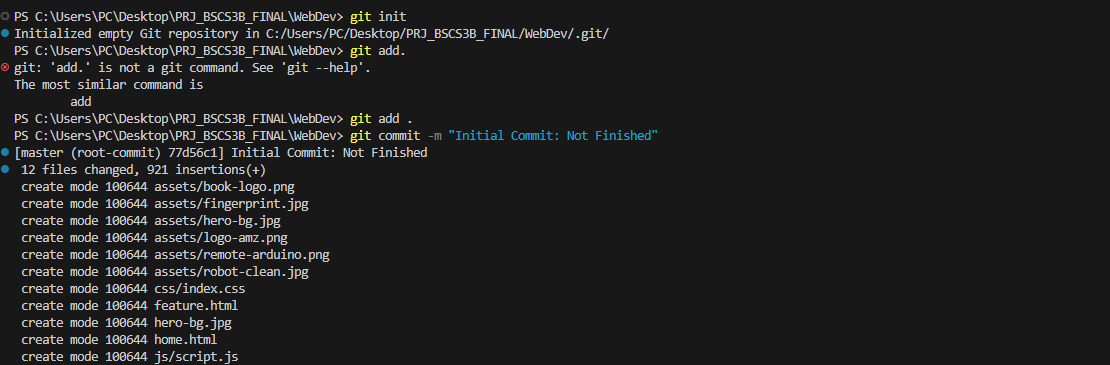 PS C:\Users\PC\Desktop\PRJ_BSCS3B_FINAL\WebDev> git init
Initialized empty Git repository in C:/Users/PC/Desktop/PRJ_BSCS3B_FINAL/WebDev/.git/
PS C:\Users\PC\Desktop\PRJ_BSCS3B_FINAL\WebDev> git add.
git: 'add.' is not a git command. See 'git --help'.
The most similar command is
add
PS C:\Users\PC\Desktop\PRJ_BSCS3B_FINAL\WebDev> git add .
PS C:\Users\PC\Desktop\PRJ_BSCS3B_FINAL\WebDev> git commit -m "Initial Commit: Not Finished"
[master (root-commit) 77d56c1] Initial Commit: Not Finished
12 files changed, 921 insertions(+)
create mode 100644 assets/book-logo.png
create mode 100644 assets/fingerprint.jpg
create mode 100644 assets/hero-bg.jpg
create mode 100644 assets/logo-amz.png
create mode 100644 assets/remote-arduino.png
create mode 100644 assets/robot-clean.jpg
create mode 100644 css/index.css
create mode 100644 feature.html
create mode 100644 hero-bg.jpg
create mode 100644 home.html
create mode 100644 js/script.js